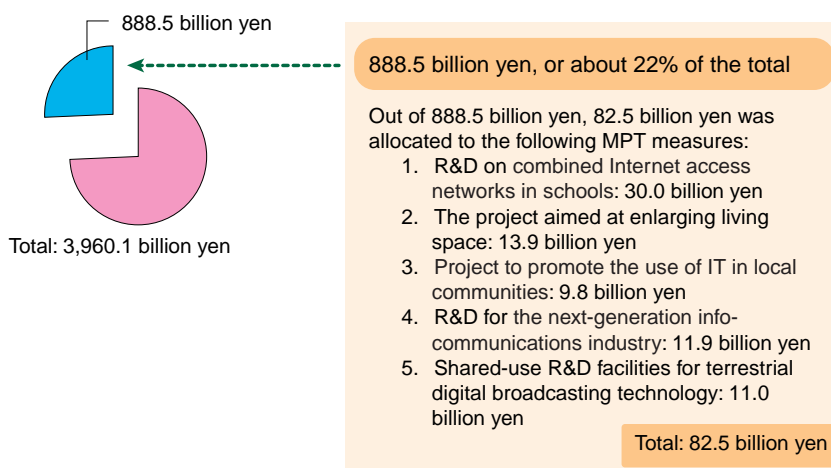 888.5 billion yen
Total: 3,960.1 billion yen
888.5 billion yen, or about 22% of the total
Out of 888.5 billion yen, 82.5 billion yen was
allocated to the following MPT measures:
1. R&D on combined Internet access
networks in schools: 30.0 billion yen
2. The project aimed at enlarging living
space: 13.9 billion yen
3. Project to promote the use of IT in local
communities: 9.8 billion yen
4. R&D for the next-generation info-
communications industry: 11.9 billion yen
5. Shared-use R&D facilities for terrestrial
digital broadcasting technology: 11.0
billion yen
Total: 82.5 billion yen